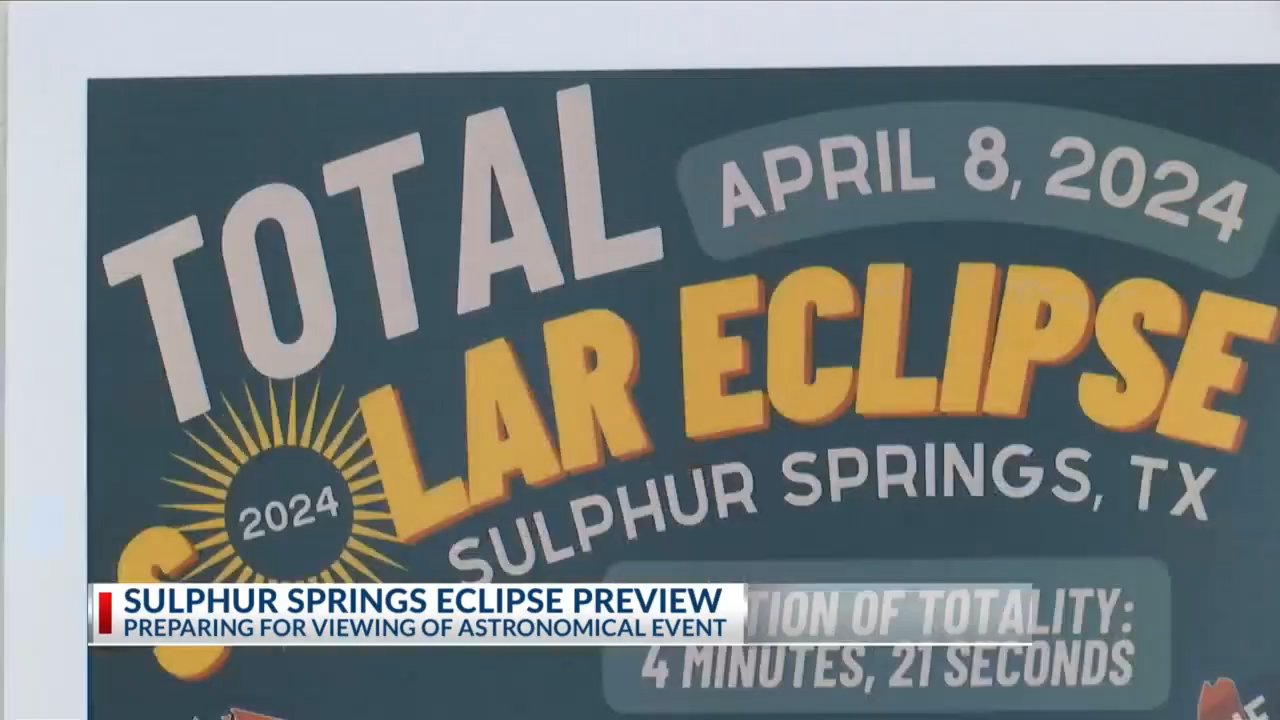 TOTAL
APRIL 8, 2024
S LAR ECLIPSE
2024
SULPHUR SPRINGS, TX
TION OF TOTALITY:
4 MINUTES, 21 SECONDS
SULPHUR SPRINGS ECLIPSE PREVIEW
PREPARING FOR VIEWING OF ASTRONOMICAL EVENT